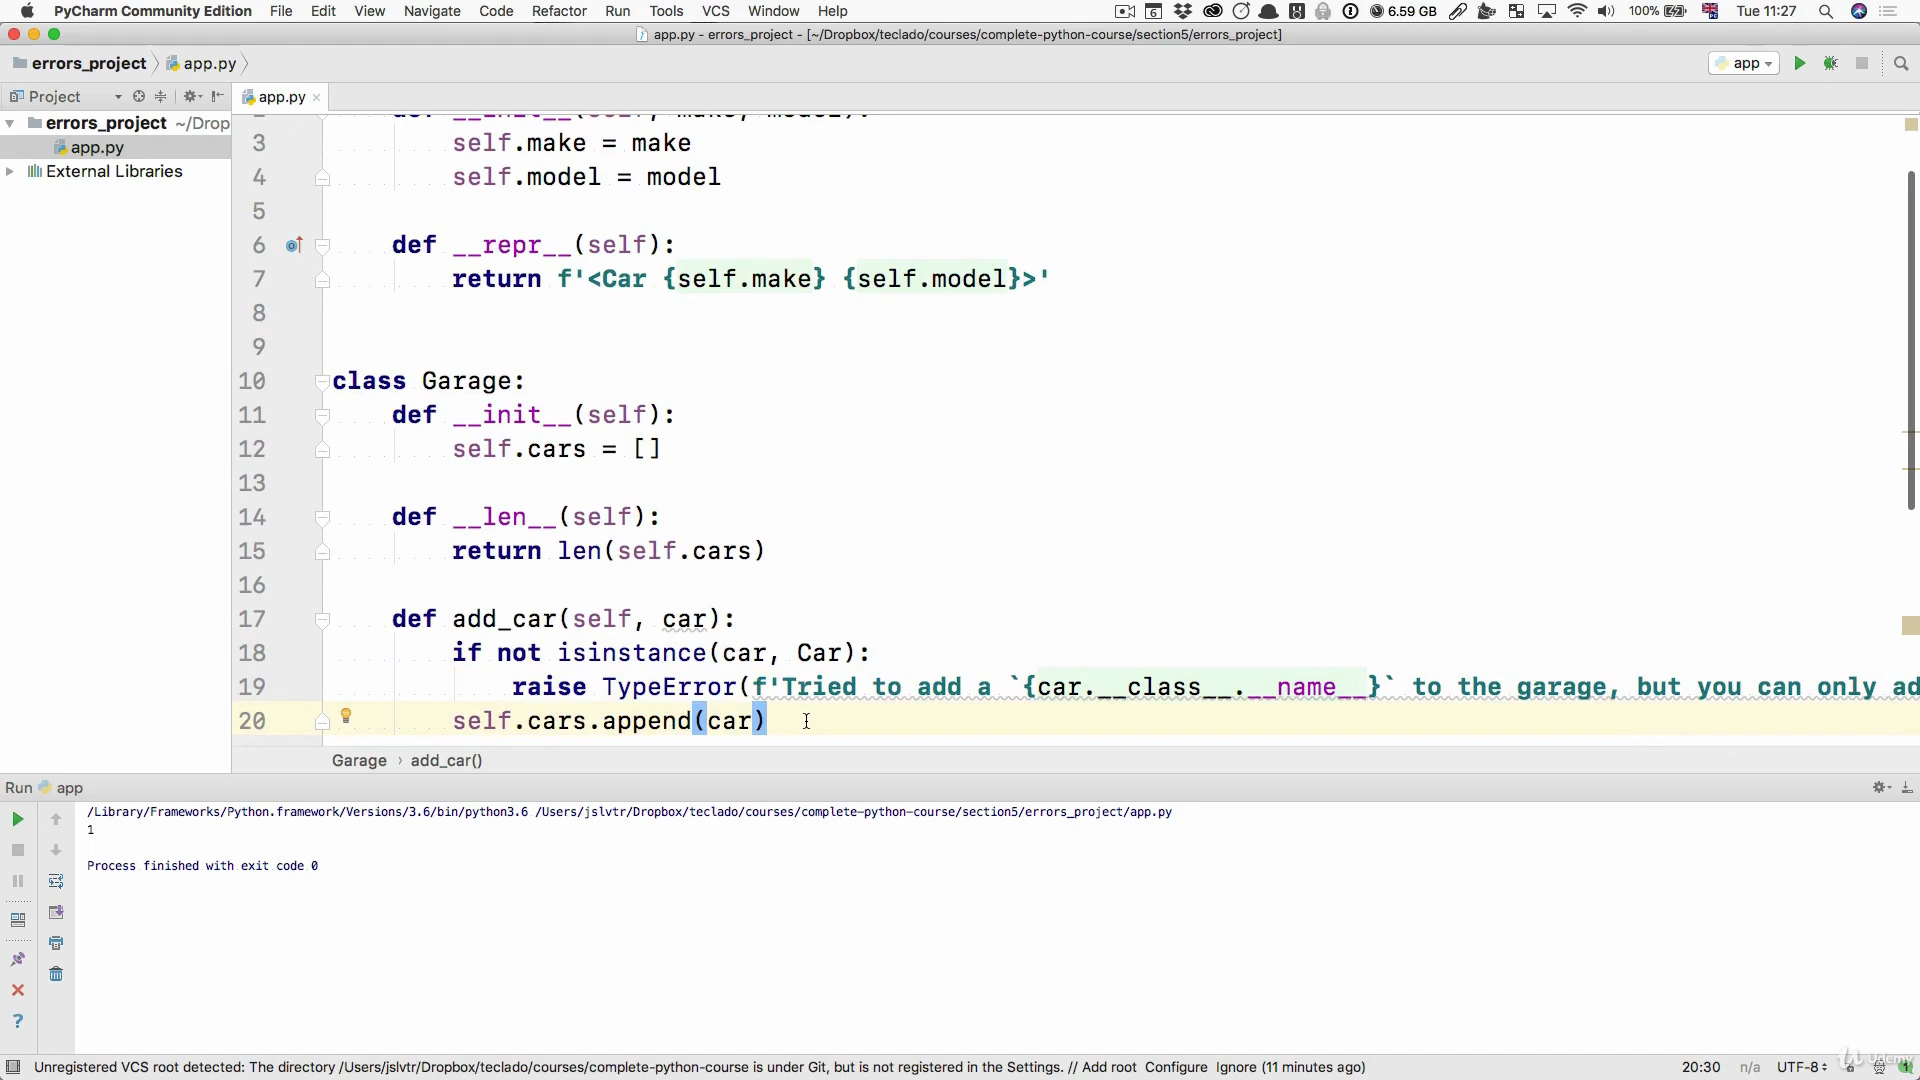 PyCharm Community Edition File Edit View Navigate Code Refactor Run Tools VCS Window Help 6 6.59 GB 100% Tue 11:27
app.py - errors_project - [~/Dropbox/teclado/courses/complete-python-course/section5/errors_project]
errors_project app.py app
Project app.py
errors_project ~/Drop
app.py
External Libraries
def __init__(self, make, model):
3 self.make = make
4 self.model = model
5
6 def __repr__(self):
7 return f'<Car {self.make} {self.model}>'
8
9
10 class Garage:
11 def __init__(self):
12 self.cars = []
13
14 def __len__(self):
15 return len(self.cars)
16
17 def add_car(self, car):
18 if not isinstance(car, Car):
19 raise TypeError(f'Tried to add a `{car.__class__.__name__}` to the garage, but you can only ad
20 self.cars.append(car)
Garage › add_car()
Run app
/Library/Frameworks/Python.framework/Versions/3.6/bin/python3.6 /Users/jslvtr/Dropbox/teclado/courses/complete-python-course/section5/errors_project/app.py
1
Process finished with exit code 0
Unregistered VCS root detected: The directory /Users/jslvtr/Dropbox/teclado/courses/complete-python-course is under Git, but is not registered in the Settings. // Add root Configure Ignore (11 minutes ago) 20:30 n/a UTF-8 1
Udemy